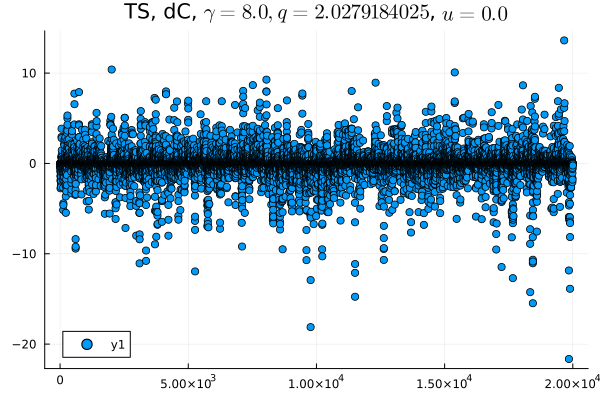 TS, dC, γ = 8.0, q = 2.0279184025, u = 0.0
10
0
−10
−20
y1
0 5.00×10³ 1.00×10⁴ 1.50×10⁴ 2.00×10⁴